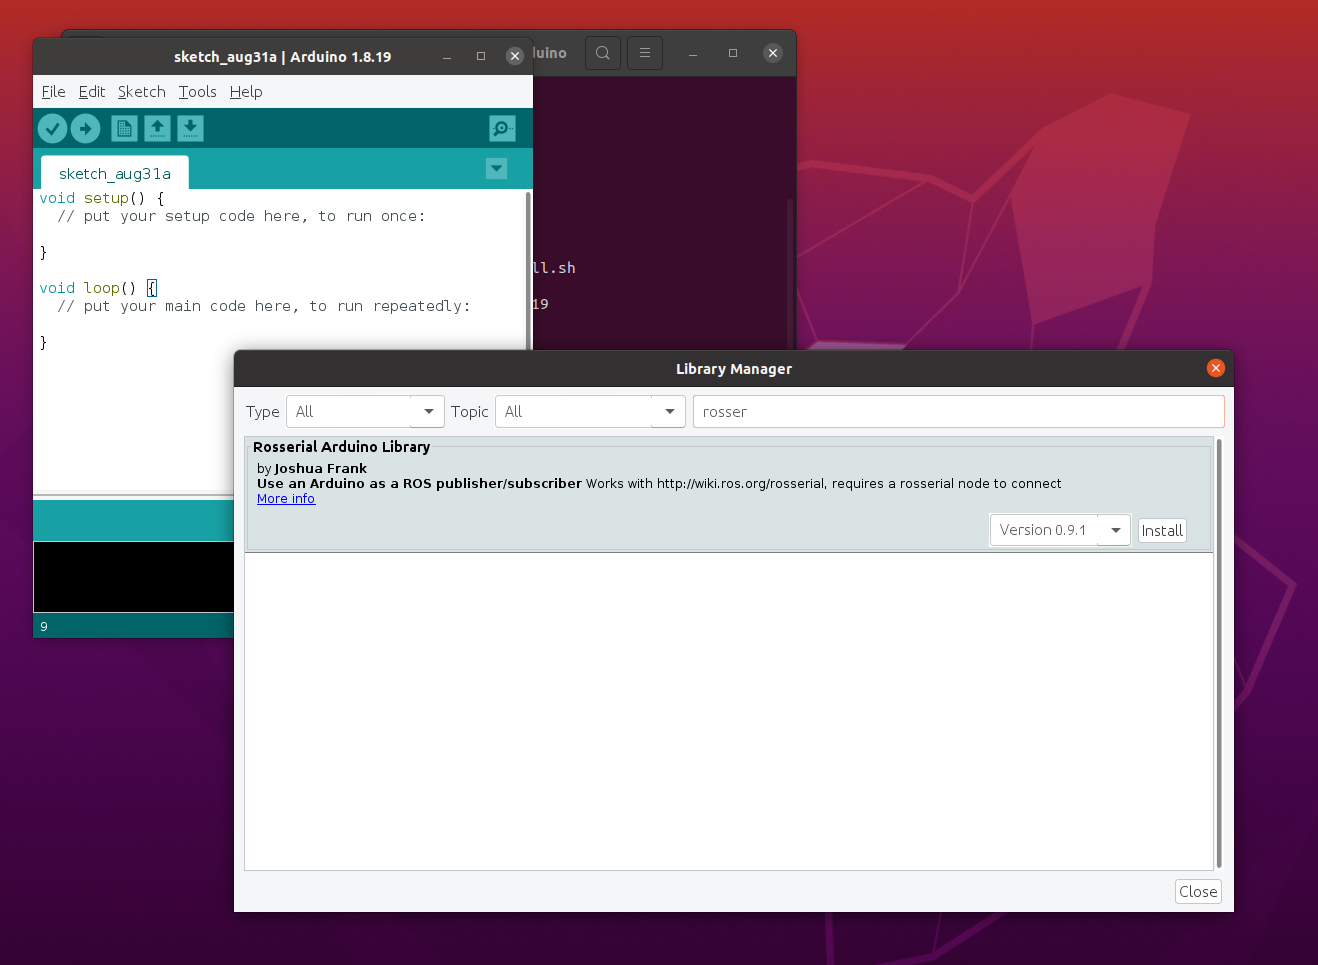 sketch_aug31a | Arduino 1.8.19
File Edit Sketch Tools Help
sketch_aug31a
void setup() {
// put your setup code here, to run once:
}
void loop() {
// put your main code here, to run repeatedly:
}
9
ll.sh
19
Library Manager
Type All Topic All rosser
Rosserial Arduino Library
by Joshua Frank
Use an Arduino as a ROS publisher/subscriber Works with http://wiki.ros.org/rosserial, requires a rosserial node to connect
More info
Version 0.9.1 Install
Close